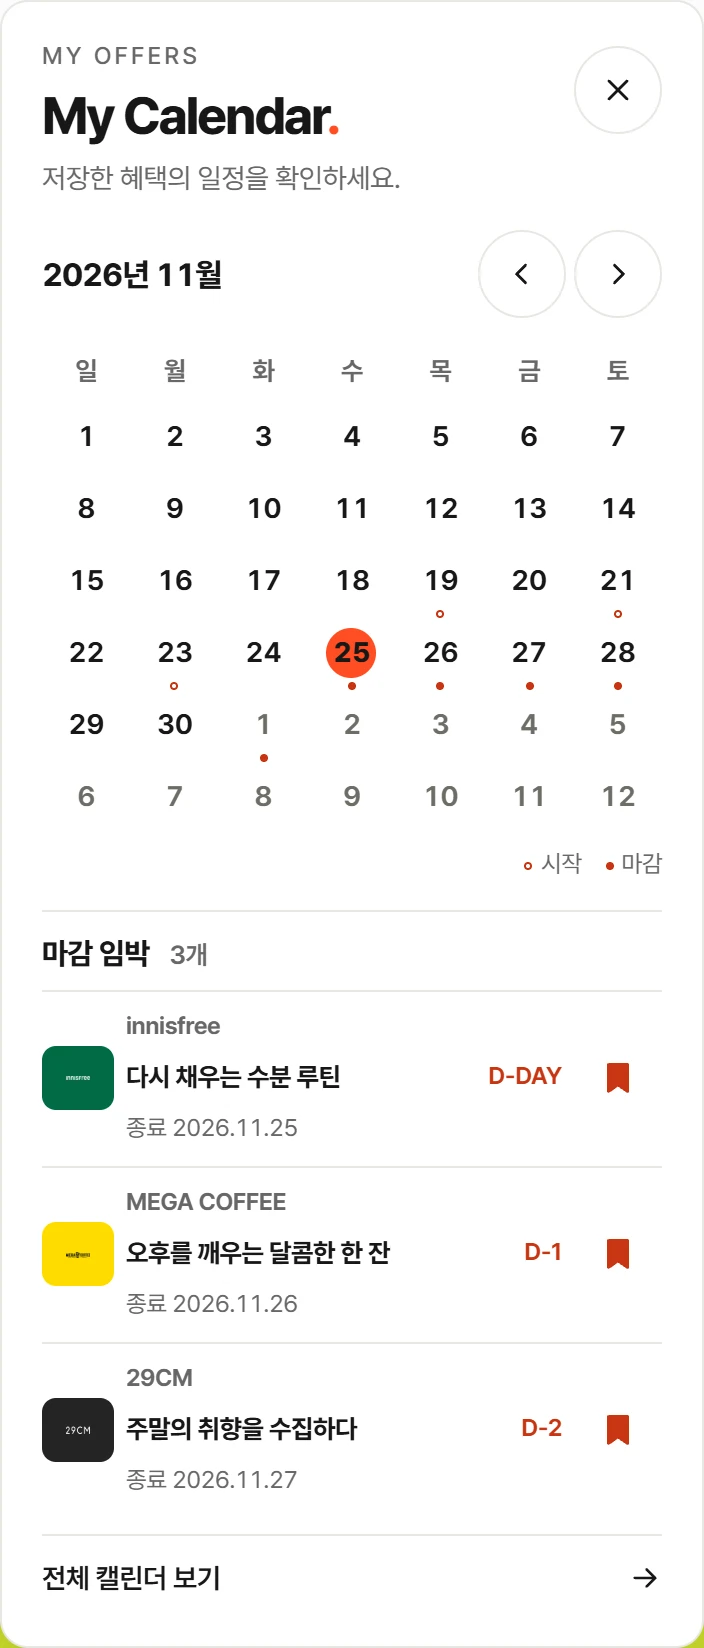 MY OFFERS
My Calendar.
저장한 혜택의 일정을 확인하세요.
2026년 11월
일 월 화 수 목 금 토
1 2 3 4 5 6 7
8 9 10 11 12 13 14
15 16 17 18 19 20 21
22 23 24 25 26 27 28
29 30 1 2 3 4 5
6 7 8 9 10 11 12
시작 마감
마감 임박 3개
innisfree
innisfree
다시 채우는 수분 루틴
D-DAY
종료 2026.11.25
MEGA COFFEE
오후를 깨우는 달콤한 한 잔
D-1
종료 2026.11.26
29CM
29CM
주말의 취향을 수집하다
D-2
종료 2026.11.27
전체 캘린더 보기